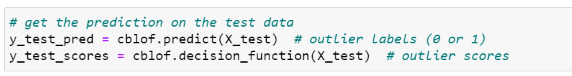 # get the prediction on the test data
y_test_pred = cblof.predict(X_test)  # outlier labels (0 or 1)
y_test_scores = cblof.decision_function(X_test)  # outlier scores